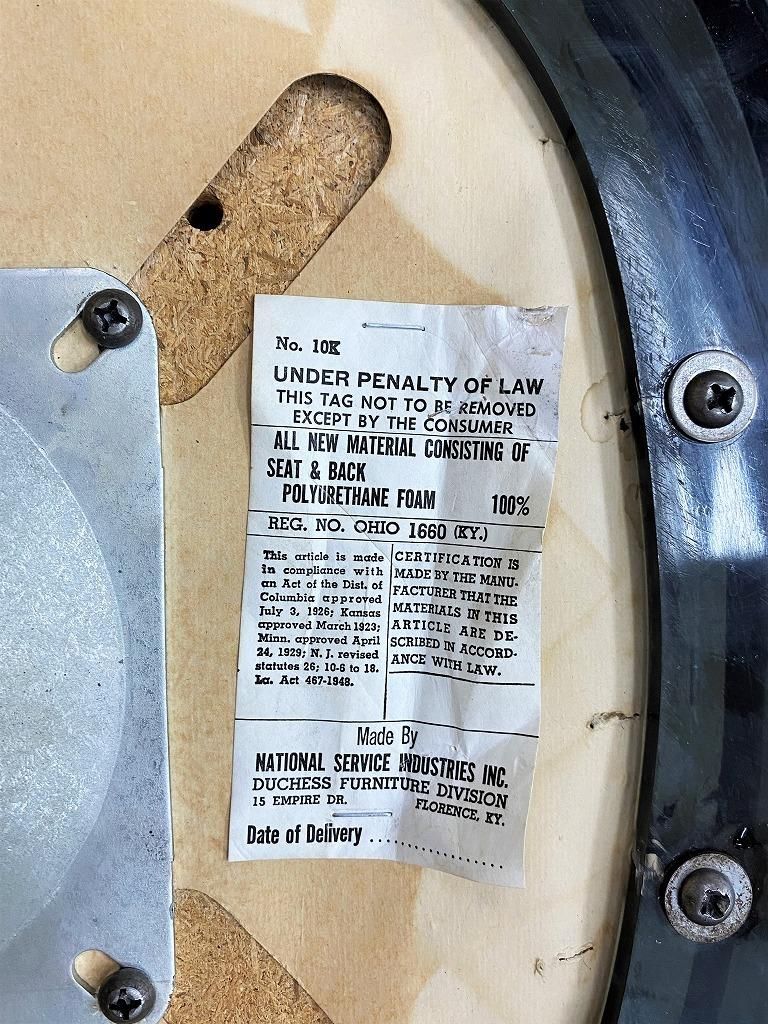 No. 10K
UNDER PENALTY OF LAW
THIS TAG NOT TO BE REMOVED
EXCEPT BY THE CONSUMER
ALL NEW MATERIAL CONSISTING OF
SEAT & BACK
POLYURETHANE FOAM 100%
REG. NO. OHIO 1660 (KY.)
This article is made
in compliance with
an Act of the Dist. of
Columbia approved
July 3, 1926; Kansas
approved March 1923;
Minn. approved April
24, 1929; N. J. revised
statutes 26; 10-6 to 18.
La. Act 467-1948.
CERTIFICATION IS
MADE BY THE MANU-
FACTURER THAT THE
MATERIALS IN THIS
ARTICLE ARE DE-
SCRIBED IN ACCORD-
ANCE WITH LAW.
Made By
NATIONAL SERVICE INDUSTRIES INC.
DUCHESS FURNITURE DIVISION
15 EMPIRE DR. FLORENCE, KY.
Date of Delivery ..................